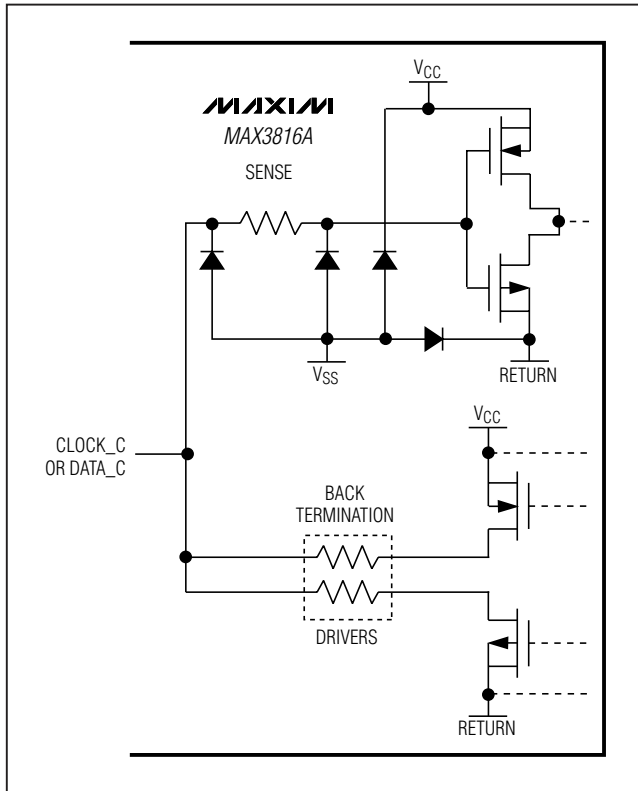 VCC
MAXIM
MAX3816A
SENSE
VSS
RETURN
VCC
CLOCK_C
OR DATA_C
BACK
TERMINATION
DRIVERS
RETURN